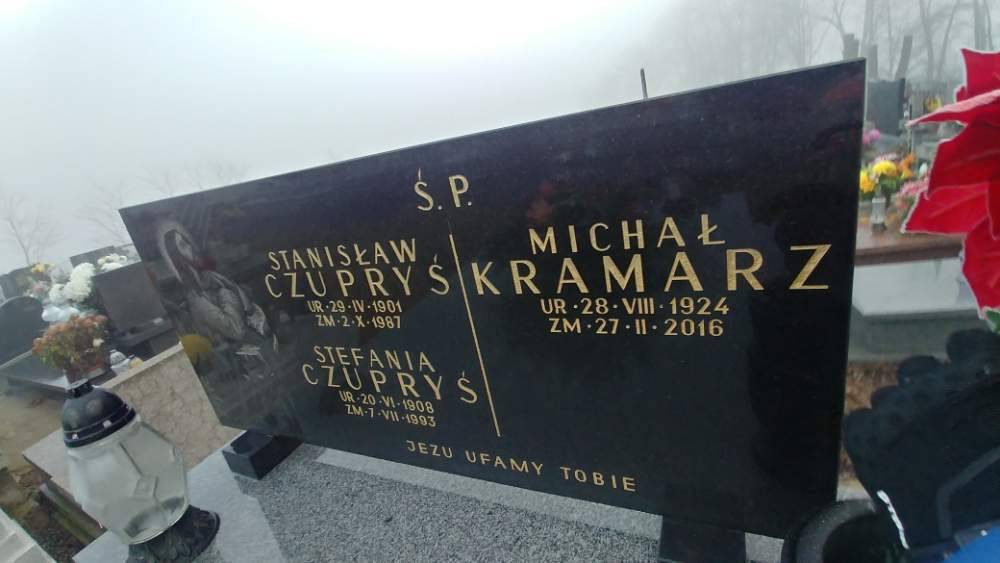 Ś.P.
STANISŁAW
CZUPRYŚ
UR·29·IV·1901
ZM·2·X·1987
STEFANIA
CZUPRYŚ
UR·20·VI·1908
ZM·7·VII·1993
MICHAŁ
KRAMARZ
UR·28·VIII·1924
ZM·27·II·2016
JEZU UFAMY TOBIE